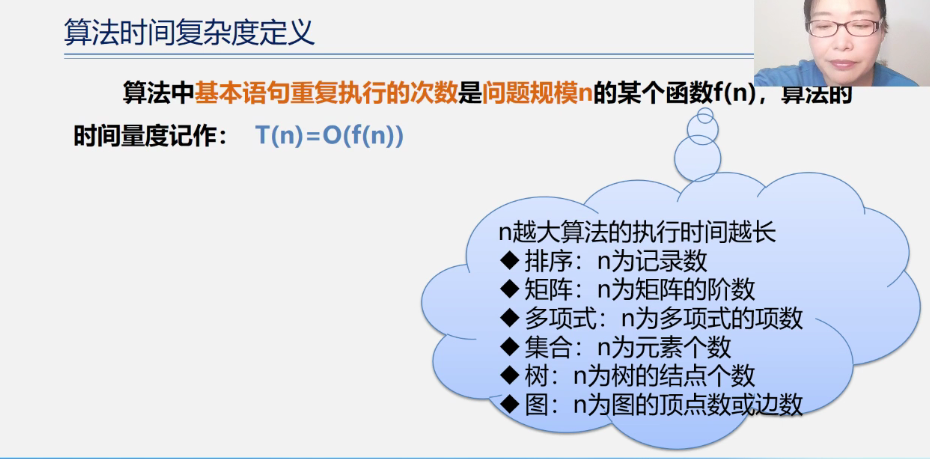 算法时间复杂度定义
算法中基本语句重复执行的次数是问题规模n的某个函数f(n)，算法的
时间量度记作： T(n)=O(f(n))
n越大算法的执行时间越长
◆ 排序：n为记录数
◆ 矩阵：n为矩阵的阶数
◆ 多项式：n为多项式的项数
◆ 集合：n为元素个数
◆ 树：n为树的结点个数
◆ 图：n为图的顶点数或边数